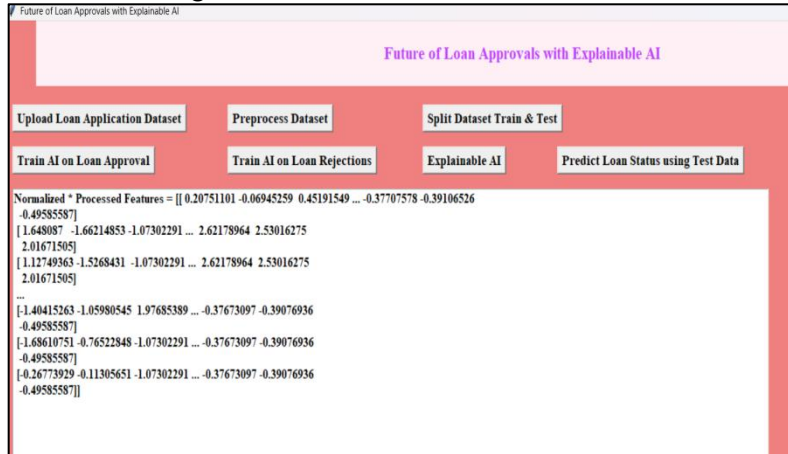 Future of Loan Approvals with Explainable AI
Future of Loan Approvals with Explainable AI
Upload Loan Application Dataset Preprocess Dataset Split Dataset Train & Test
Train AI on Loan Approval Train AI on Loan Rejections Explainable AI Predict Loan Status using Test Data
Normalized * Processed Features = [[ 0.20751101 -0.06945259 0.45191549 ... -0.37707578 -0.39106526
-0.49585587]
[ 1.648087 -1.66214853 -1.07302291 ... 2.62178964 2.53016275
2.01671505]
[ 1.12749363 -1.5268431 -1.07302291 ... 2.62178964 2.53016275
2.01671505]
...
[-1.40415263 -1.05980545 1.97685389 ... -0.37673097 -0.39076936
-0.49585587]
[-1.68610751 -0.76522848 -1.07302291 ... -0.37673097 -0.39076936
-0.49585587]
[-0.26773929 -0.11305651 -1.07302291 ... -0.37673097 -0.39076936
-0.49585587]]